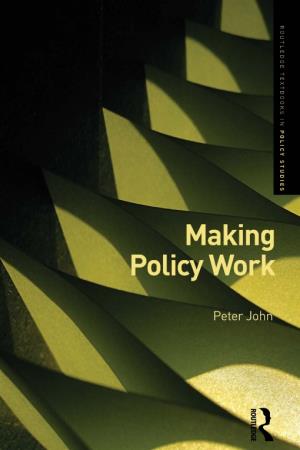 ROUTLEDGE TEXTBOOKS IN POLICY STUDIES
Making
Policy Work
Peter John
ROUTLEDGE